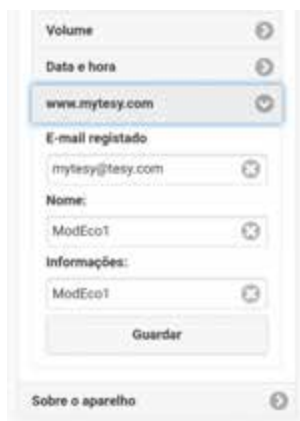 Volume
Data e hora
www.mytesy.com
E-mail registado
mytesy@tesy.com
Nome:
ModEco1
Informações:
ModEco1
Guardar
Sobre o aparelho